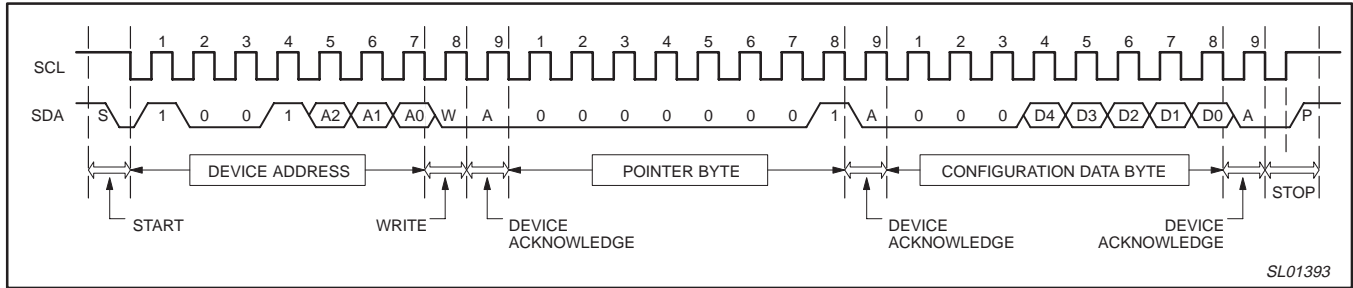 1 2 3 4 5 6 7 8 9 1 2 3 4 5 6 7 8 9 1 2 3 4 5 6 7 8 9
SCL
SDA S 1 0 0 1 A2 A1 A0 W A 0 0 0 0 0 0 0 1 A 0 0 0 D4 D3 D2 D1 D0 A P
DEVICE ADDRESS POINTER BYTE CONFIGURATION DATA BYTE
STOP
START WRITE DEVICE ACKNOWLEDGE DEVICE ACKNOWLEDGE DEVICE ACKNOWLEDGE
SL01393